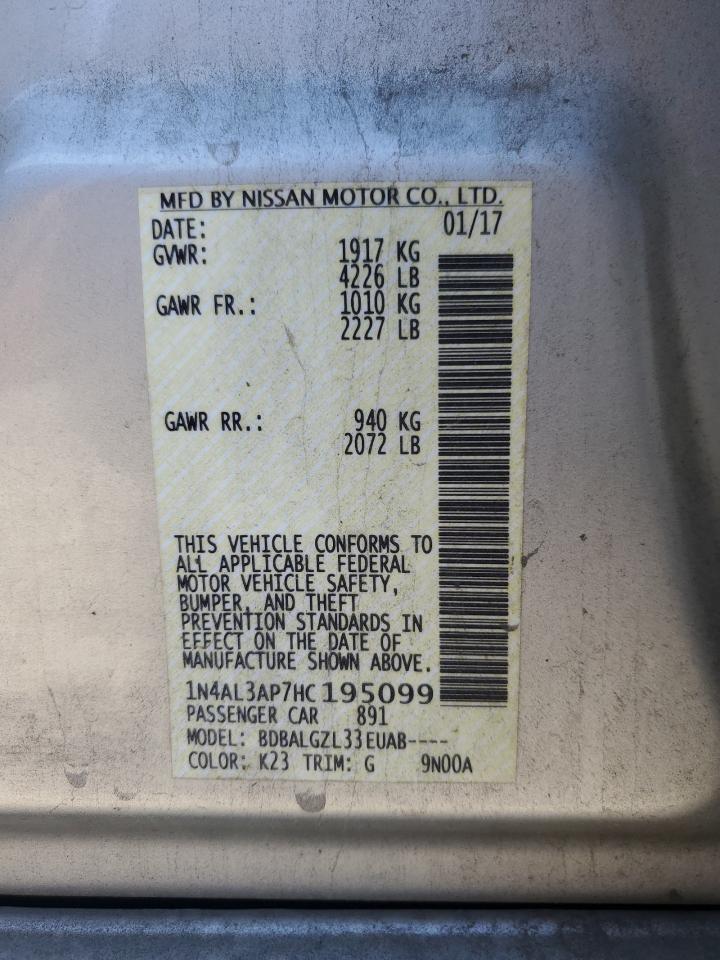 MFD BY NISSAN MOTOR CO., LTD.
DATE: 01/17
GVWR: 1917 KG
4226 LB
GAWR FR.: 1010 KG
2227 LB
GAWR RR.: 940 KG
2072 LB
THIS VEHICLE CONFORMS TO
ALL APPLICABLE FEDERAL
MOTOR VEHICLE SAFETY,
BUMPER, AND THEFT
PREVENTION STANDARDS IN
EFFECT ON THE DATE OF
MANUFACTURE SHOWN ABOVE.
1N4AL3AP7HC195099
PASSENGER CAR 891
MODEL: BDBALGZL33EUAB----
COLOR: K23 TRIM: G 9N00A